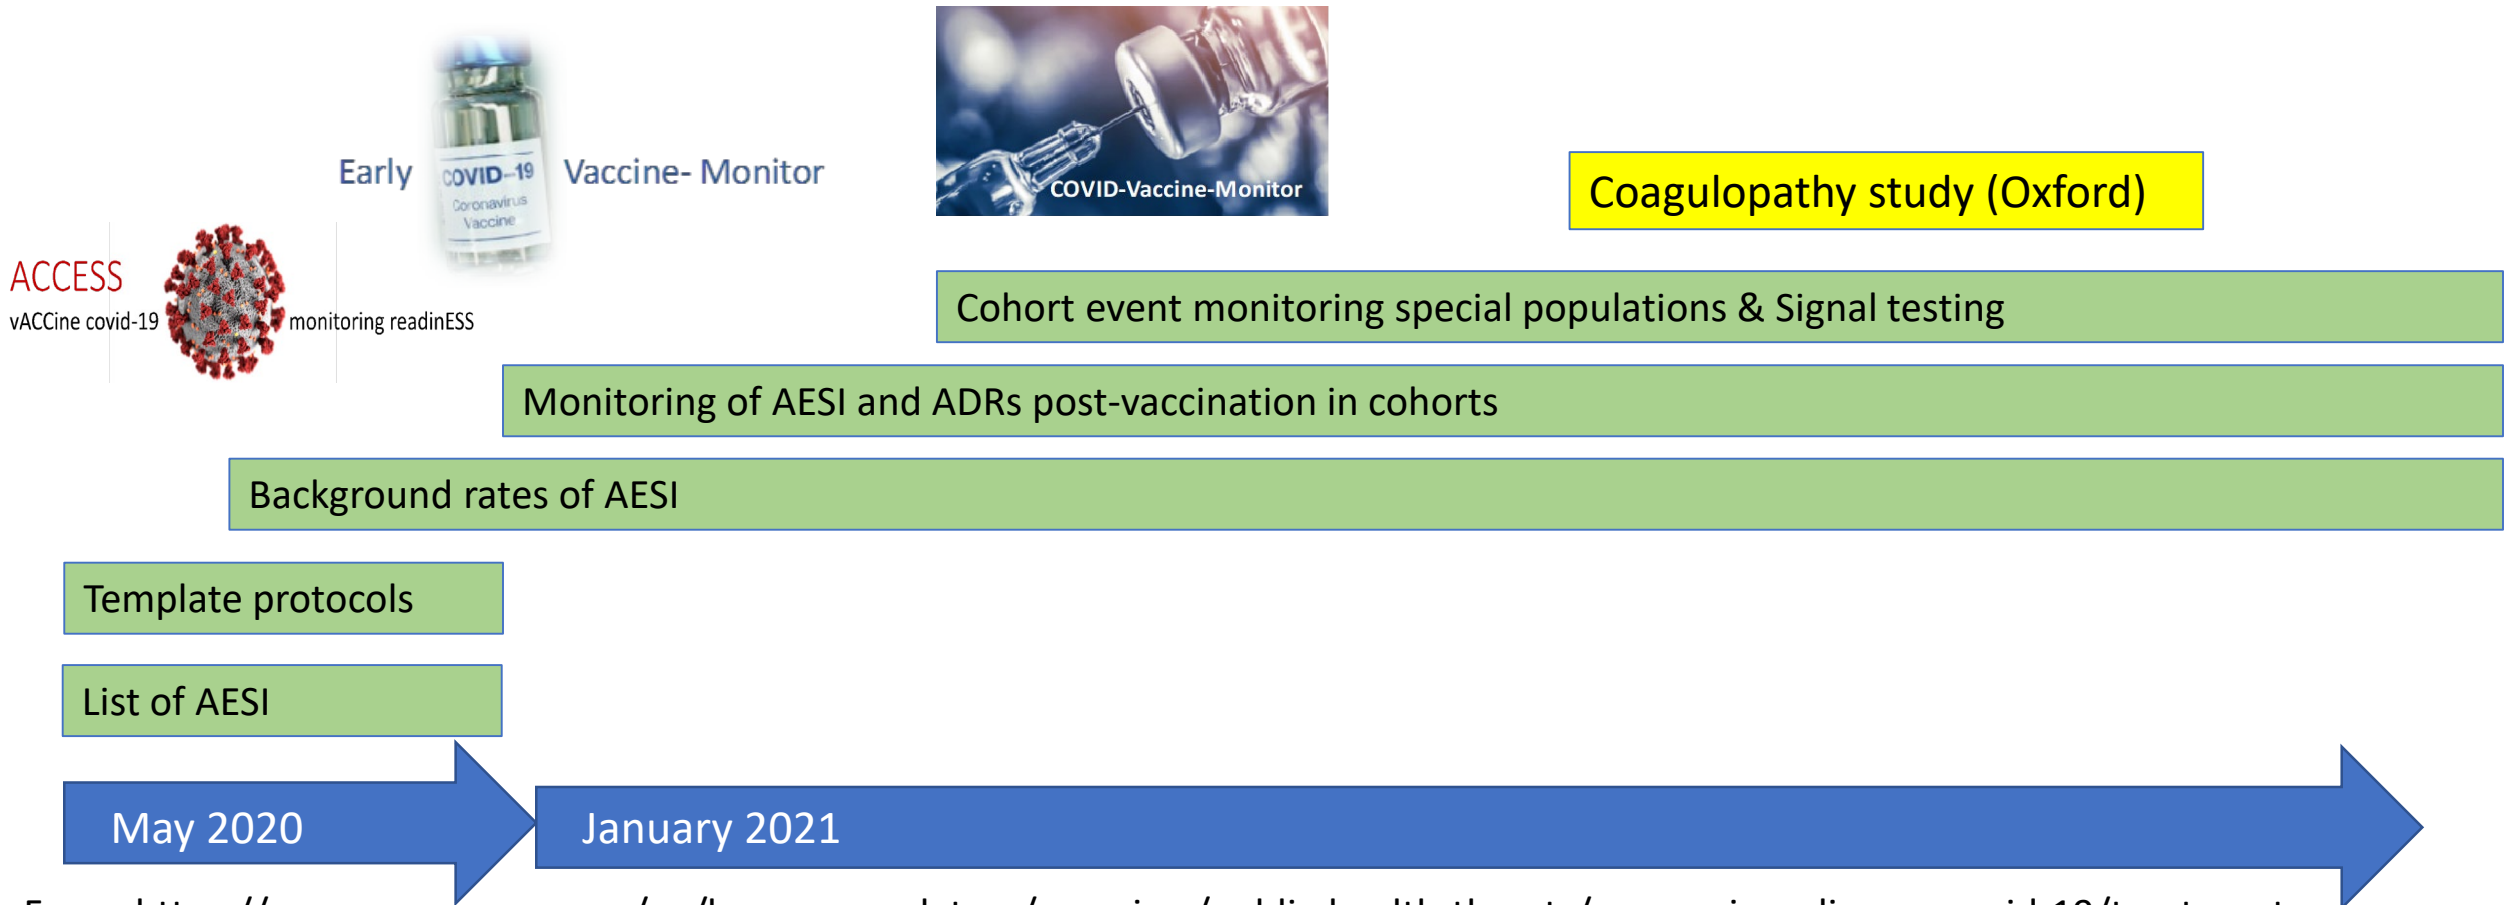 Early
COVID-19
Coronavirus
Vaccine
Vaccine- Monitor
COVID-Vaccine-Monitor
Coagulopathy study (Oxford)
ACCESS
vACCine covid-19
monitoring readinESS
Cohort event monitoring special populations & Signal testing
Monitoring of AESI and ADRs post-vaccination in cohorts
Background rates of AESI
Template protocols
List of AESI
May 2020
January 2021